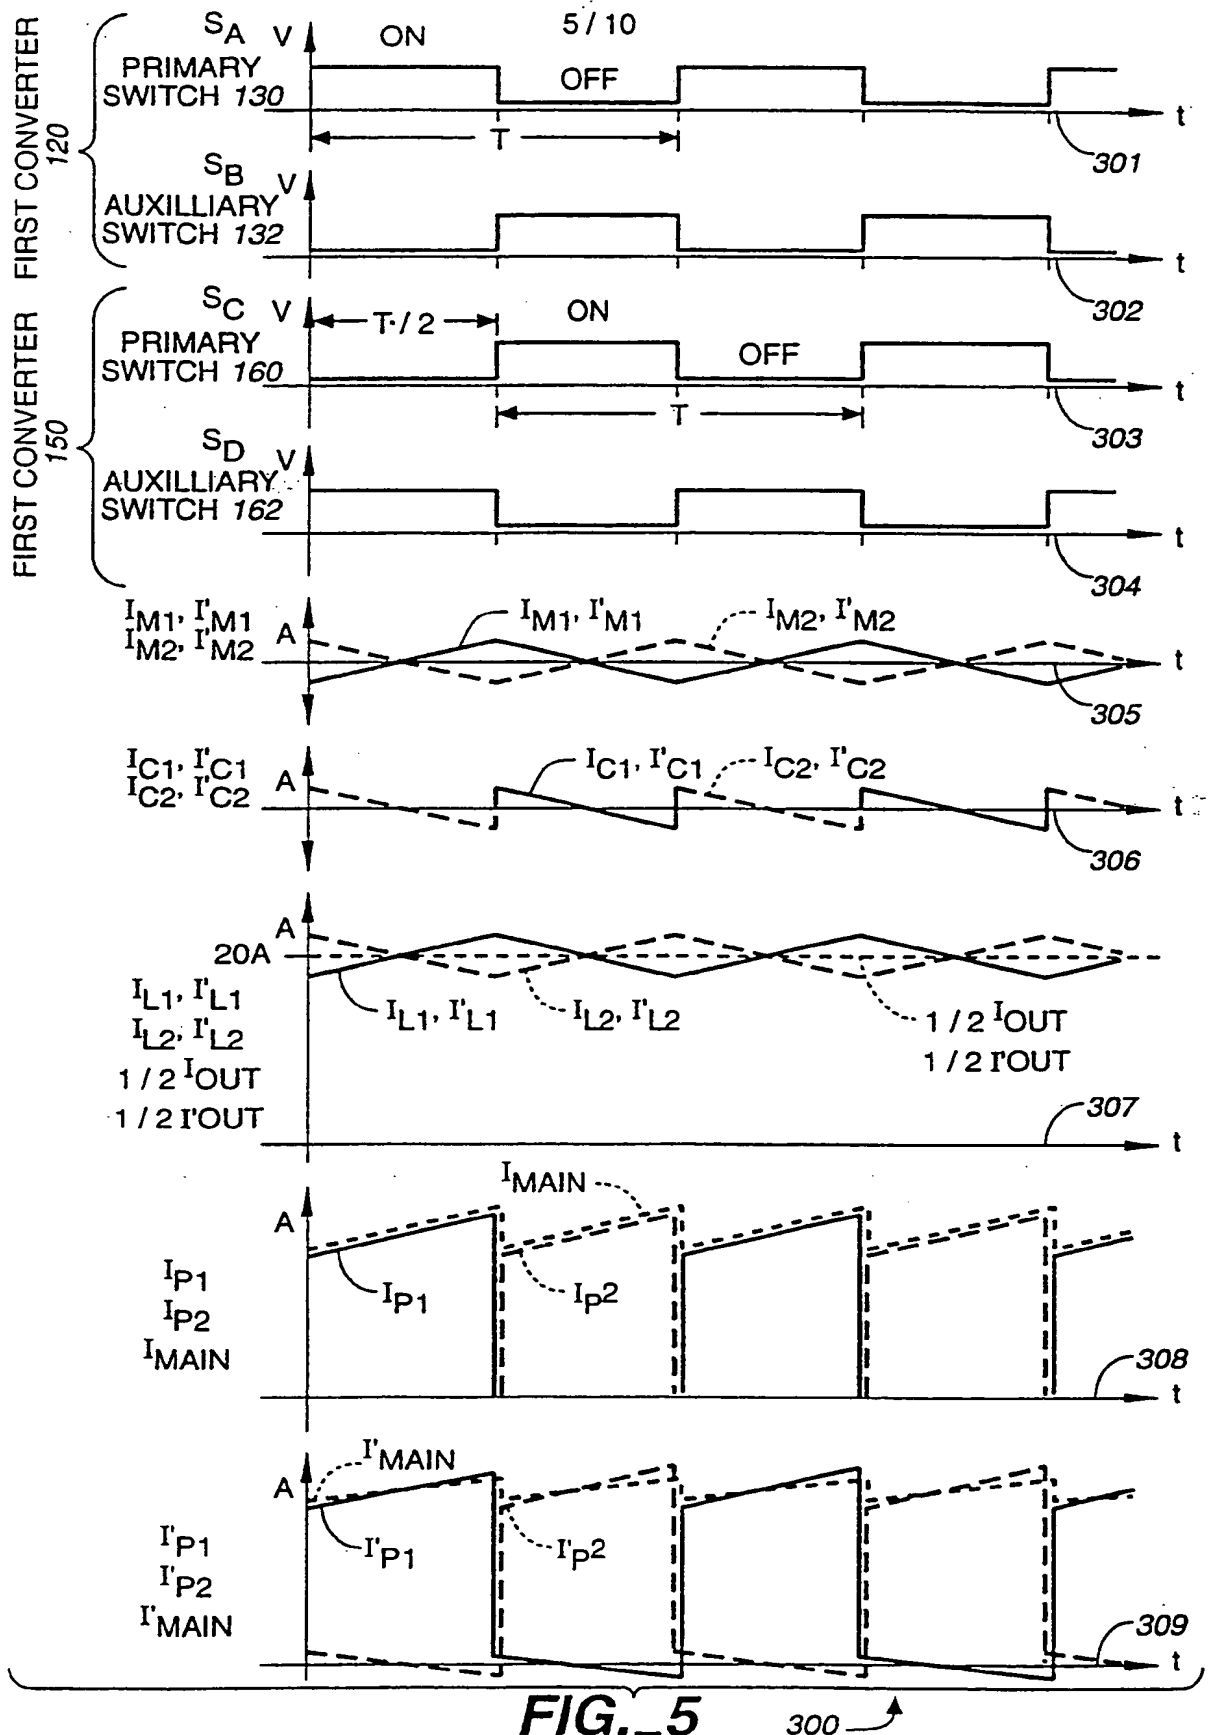 5 / 10
FIRST CONVERTER
120
SA V ON
PRIMARY
SWITCH 130
OFF
t
T
301
SB V
AUXILLIARY
SWITCH 132
t
302
FIRST CONVERTER
150
SC V
T / 2
ON
PRIMARY
SWITCH 160
OFF
t
T
303
SD V
AUXILLIARY
SWITCH 162
t
304
IM1, I'M1
IM2, I'M2
A
IM1, I'M1
IM2, I'M2
t
305
IC1, I'C1
IC2, I'C2
A
IC1, I'C1
IC2, I'C2
t
306
A
20A
IL1, I'L1
IL2, I'L2
1 / 2 IOUT
1 / 2 I'OUT
IL1, I'L1
IL2, I'L2
1 / 2 IOUT
1 / 2 I'OUT
307
t
IMAIN
A
IP1
IP2
IMAIN
IP1
IP2
308
t
I'MAIN
A
I'P1
I'P2
I'MAIN
I'P1
I'P2
309
t
FIG._5
300